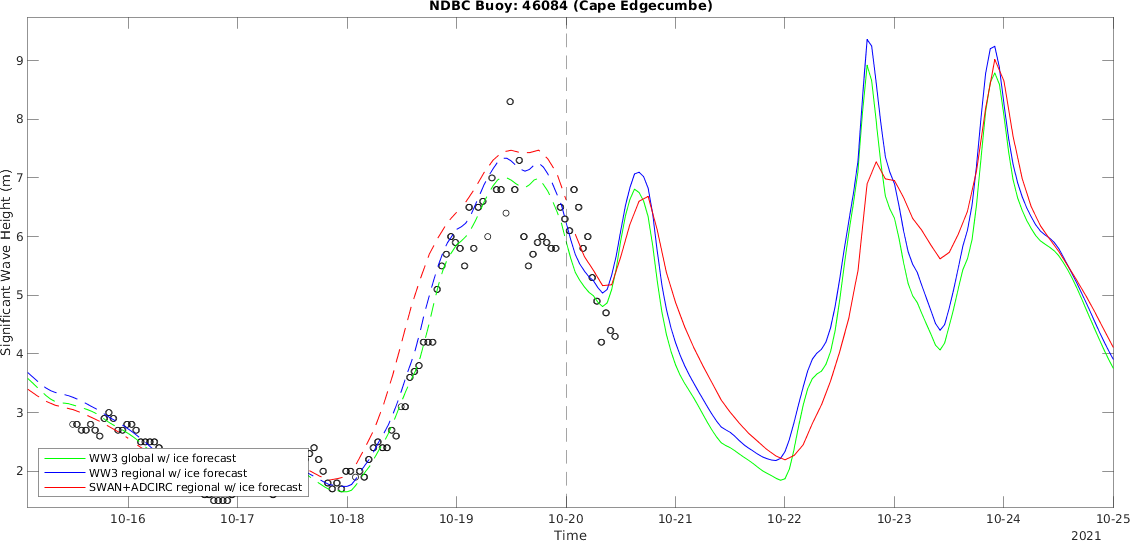 NDBC Buoy: 46084 (Cape Edgecumbe)
Significant Wave Height (m)
9
8
7
6
5
4
3
2
WW3 global w/ ice forecast
WW3 regional w/ ice forecast
SWAN+ADCIRC regional w/ ice forecast
10-16 10-17 10-18 10-19 10-20 10-21 10-22 10-23 10-24 10-25
Time
2021